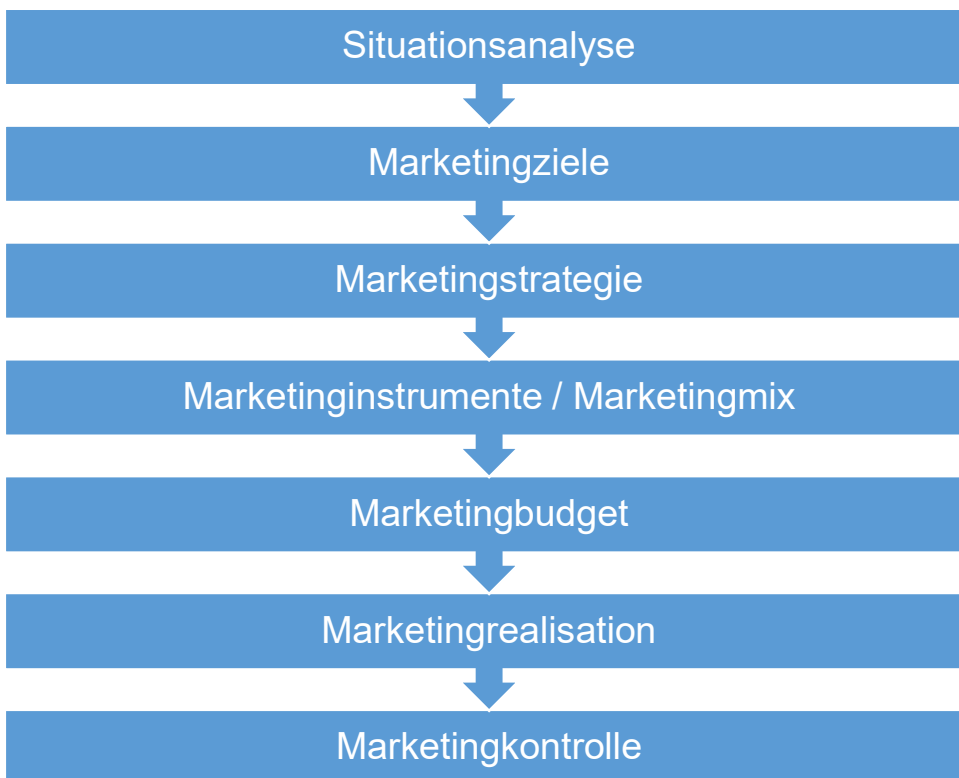 Situationsanalyse
Marketingziele
Marketingstrategie
Marketinginstrumente / Marketingmix
Marketingbudget
Marketingrealisation
Marketingkontrolle